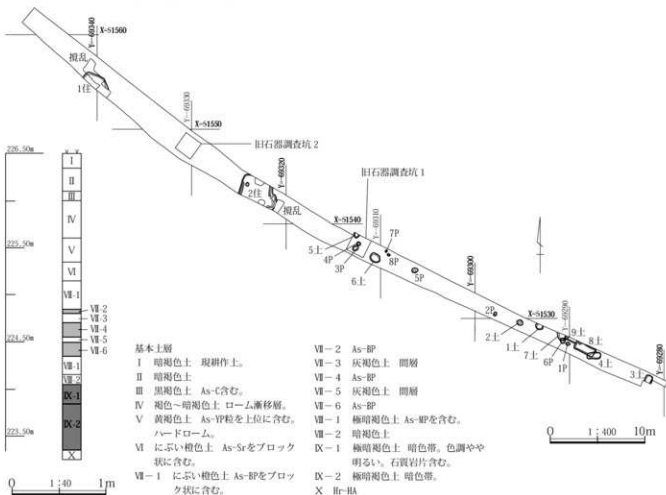 Y-69340
X-51560
攪乱
1住
Y-69330
X-51550
旧石器調査坑 2
Y-69320
旧石器調査坑 1
2住
攪乱
X-51540
Y-69310
5土
4P
3P
6土
7P
8P
5P
Y-69300
2P
2土
X-51530
Y-69290
1土
7土
6P
1P
9土
8土
4土
3土
Y-69280
226.50m
225.50m
224.50m
223.50m
I
II
III
IV
V
VI
VII-1
VII-2
VII-3
VII-4
VII-5
VII-6
VIII-1
VIII-2
IX-1
IX-2
X
0 1:40 1m
0 1:400 10m
基本土層
I 暗褐色土 現耕作土。
II 暗褐色土
III 黒褐色土 As-C含む。
IV 褐色~暗褐色土 ローム漸移層。
V 黄褐色土 As-YP粒を上位に含む。
ハードローム。
VI にぶい橙色土 As-Srをブロック
状に含む。
VII-1 にぶい橙色土 As-BPをブロッ
ク状に含む。
VII-2 As-BP
VII-3 灰褐色土 間層
VII-4 As-BP
VII-5 灰褐色土 間層
VII-6 As-BP
VIII-1 極暗褐色土 As-MPを含む。
VIII-2 暗褐色土
IX-1 極暗褐色土 暗色帯。色調やや
明るい。石質岩片含む。
IX-2 極暗褐色土 暗色帯。
X Hr-HA